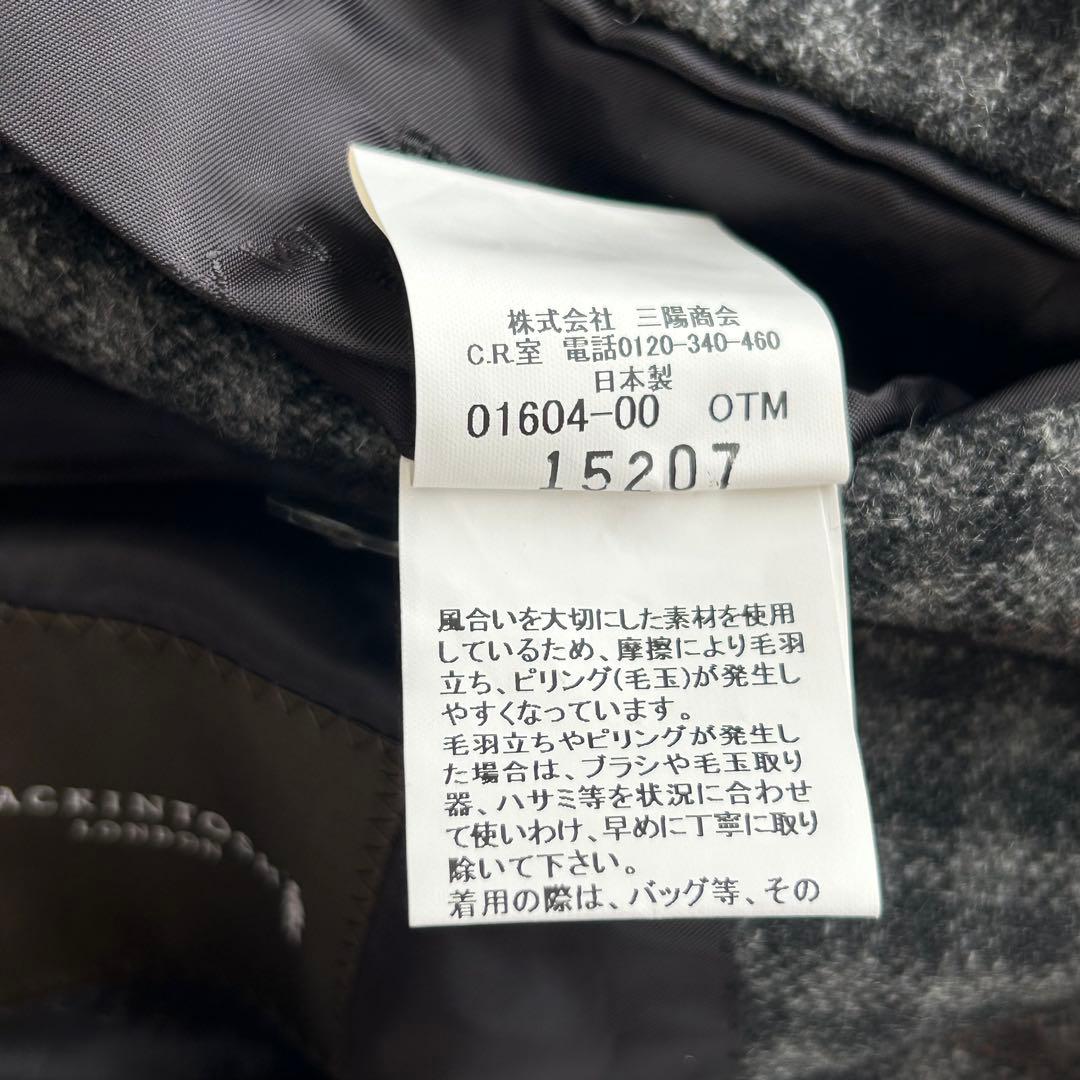 株式会社 三陽商会
C.R.室 電話0120-340-460
日本製
01604-00 OTM
15207
風合いを大切にした素材を使用
しているため、摩擦により毛羽
立ち、ピリング(毛玉)が発生し
やすくなっています。
毛羽立ちやピリングが発生し
た場合は、ブラシや毛玉取り
器、ハサミ等を状況に合わせ
て使いわけ、早めに丁寧に取り
除いて下さい。
着用の際は、バッグ等、その
ACKINTO
LONDON